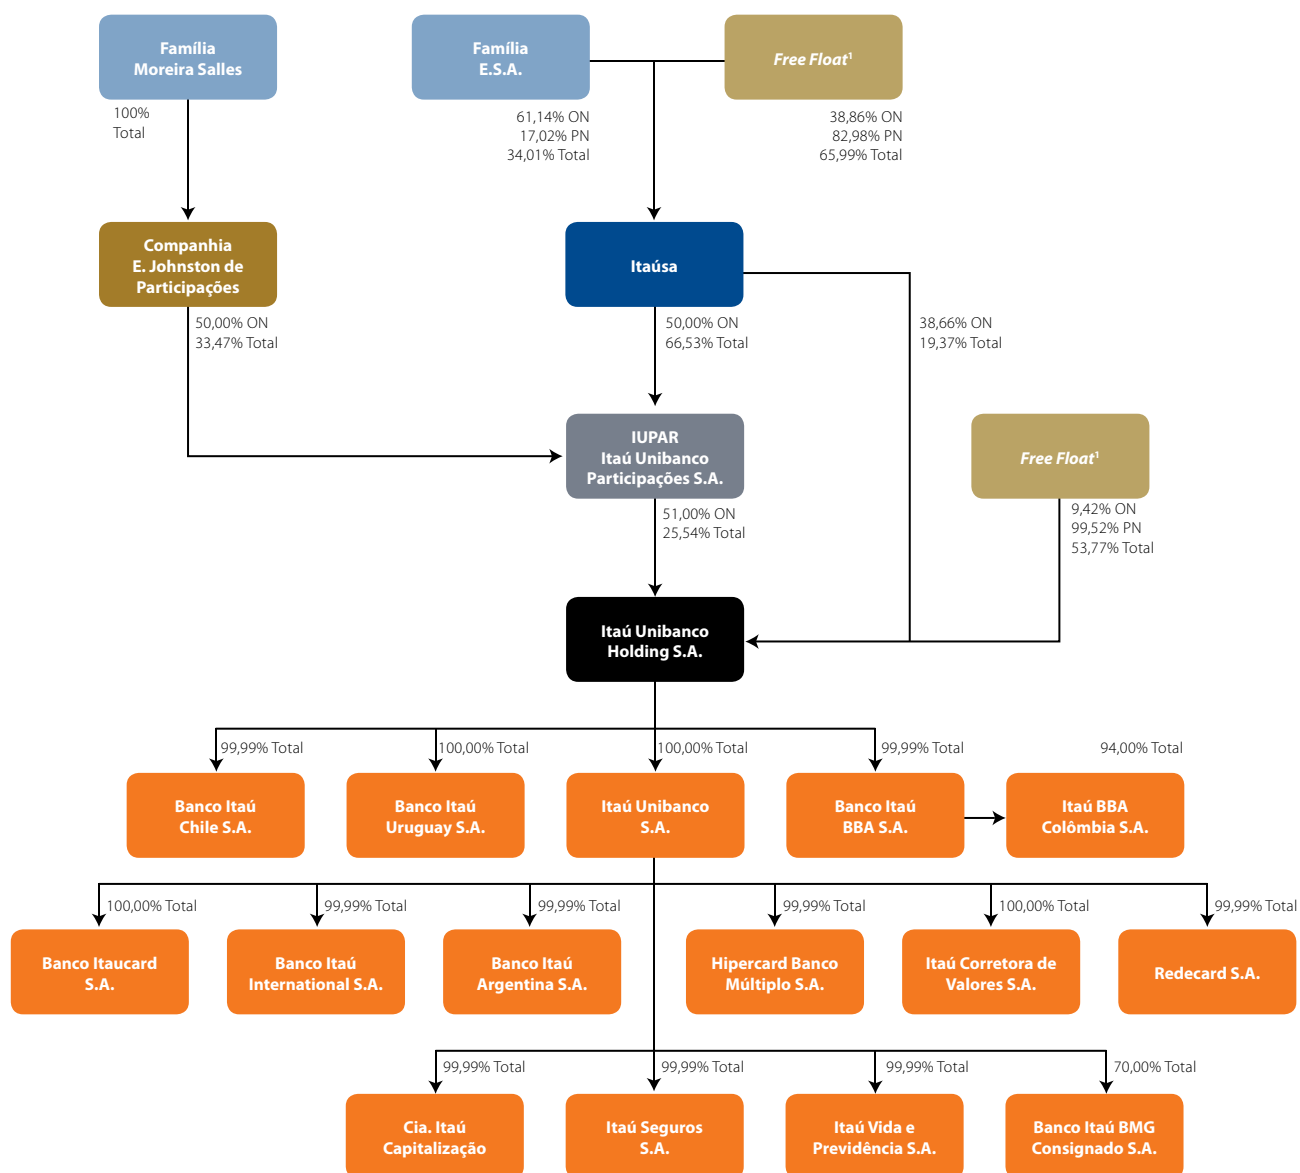 Família
Moreira Salles
Família
E.S.A.
Free Float¹
100%
Total
61,14% ON
17,02% PN
34,01% Total
38,86% ON
82,98% PN
65,99% Total
Companhia
E. Johnston de
Participações
Itaúsa
50,00% ON
33,47% Total
50,00% ON
66,53% Total
38,66% ON
19,37% Total
IUPAR
Itaú Unibanco
Participações S.A.
Free Float¹
51,00% ON
25,54% Total
9,42% ON
99,52% PN
53,77% Total
Itaú Unibanco
Holding S.A.
99,99% Total
100,00% Total
100,00% Total
99,99% Total
94,00% Total
Banco Itaú
Chile S.A.
Banco Itaú
Uruguay S.A.
Itaú Unibanco
S.A.
Banco Itaú
BBA S.A.
Itaú BBA
Colômbia S.A.
100,00% Total
99,99% Total
99,99% Total
99,99% Total
100,00% Total
99,99% Total
Banco Itaucard
S.A.
Banco Itaú
International S.A.
Banco Itaú
Argentina S.A.
Hipercard Banco
Múltiplo S.A.
Itaú Corretora de
Valores S.A.
Redecard S.A.
99,99% Total
99,99% Total
99,99% Total
70,00% Total
Cia. Itaú
Capitalização
Itaú Seguros
S.A.
Itaú Vida e
Previdência S.A.
Banco Itaú BMG
Consignado S.A.